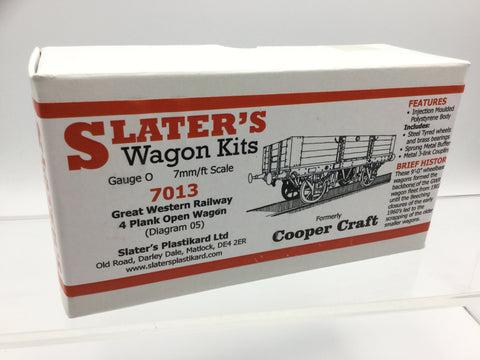 SLATER'S
Wagon Kits
Gauge O 7mm/ft Scale
7013
Great Western Railway
4 Plank Open Wagon
(Diagram 05)
Slater's Plastikard Ltd
Old Road, Darley Dale, Matlock, DE4 2ER
www.slatersplastikard.com
Formerly
Cooper Craft
FEATURES
• Injection Moulded
Polystyrene Body
Includes:
• Steel Tyred wheels
and brass bearings
• Sprung Metal Buffer
• Metal 3-link Couplin
BRIEF HISTOR
These 9'-0" wheelbase
wagons formed the
backbone of the GWR
wagon fleet from
until the Beeching
closures of the early
1960's led to the
scrapping of the older
smaller wagons.